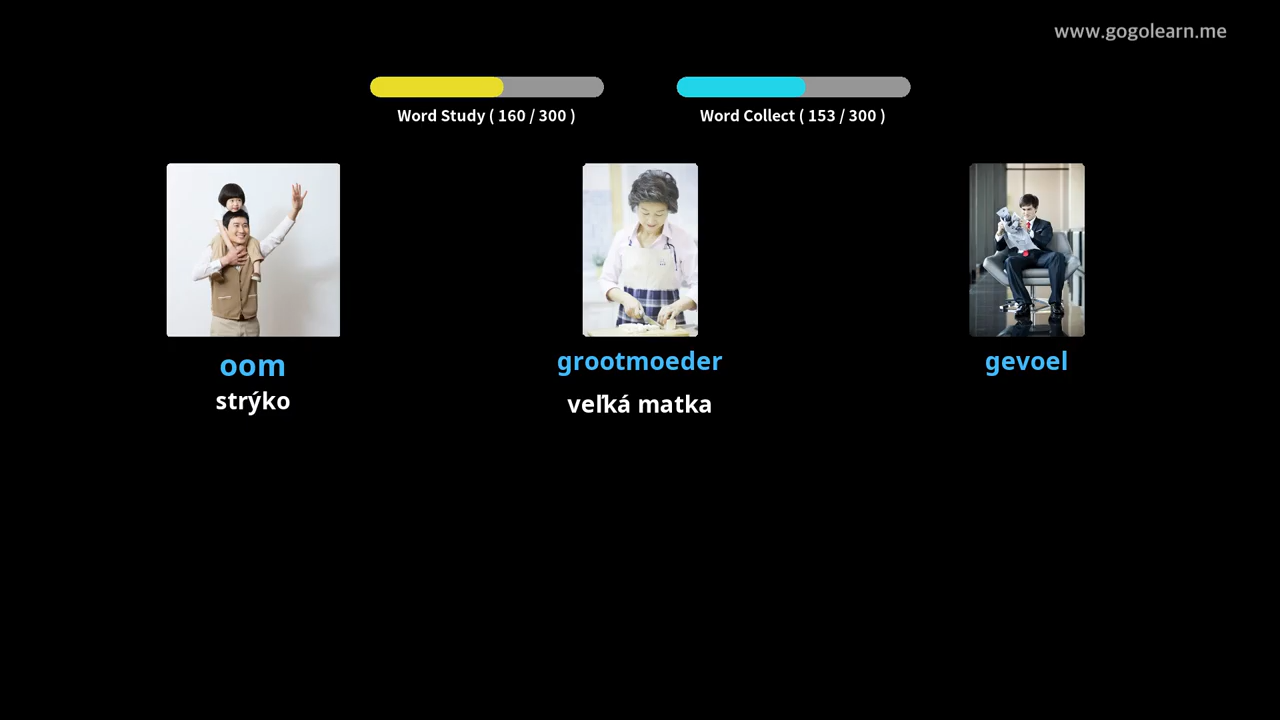 www.gogolearn.me
Word Study ( 160 / 300 )
Word Collect ( 153 / 300 )
oom
strýko
grootmoeder
veľká matka
gevoel